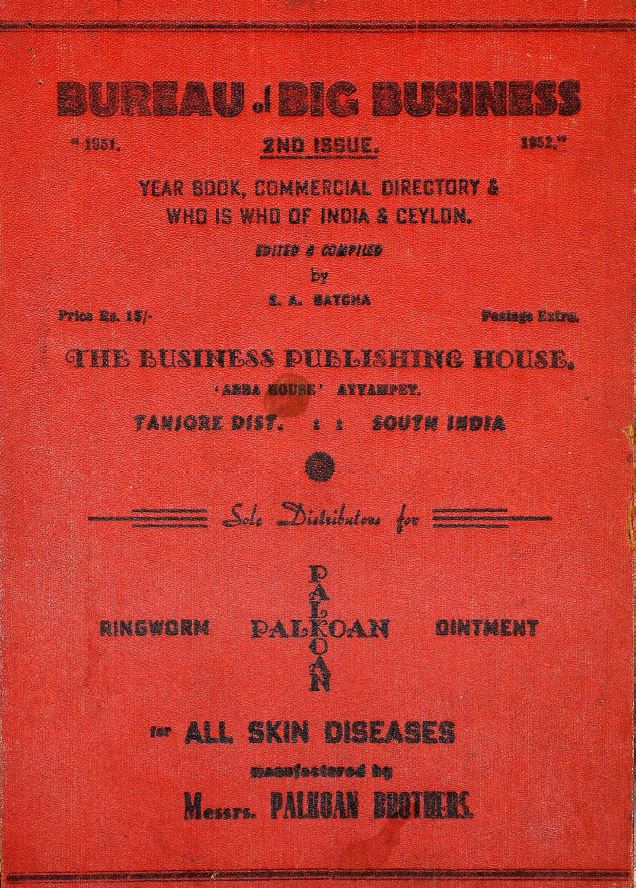 BUREAU of BIG BUSINESS
" 1951. 2ND ISSUE. 1952."
YEAR BOOK, COMMERCIAL DIRECTORY &
WHO IS WHO OF INDIA & CEYLON.
EDITED & COMPILED
by
E. A. BATCHA
Price Rs. 15/- Postage Extra.
THE BUSINESS PUBLISHING HOUSE.
'ABBA HOUSE' AYYAMPET.
TANJORE DIST. : : SOUTH INDIA
Sole Distributors for
PALKOAN
RINGWORM PALKOAN OINTMENT
for ALL SKIN DISEASES
manufactured by
Messrs. PALKOAN BROTHERS.